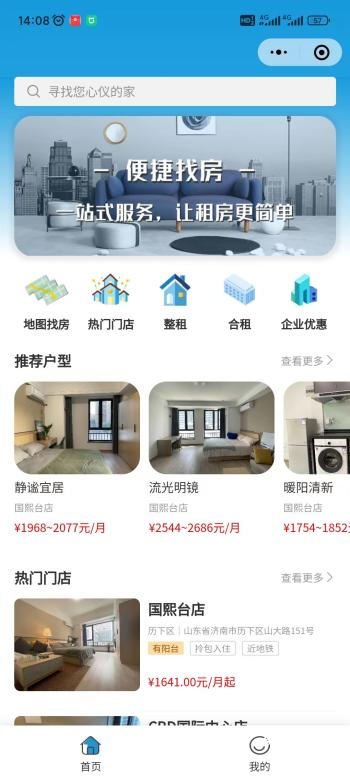 14:08
HD 4G 4G 57
寻找您心仪的家
便捷找房
一站式服务，让租房更简单
地图找房 热门门店 整租 合租 企业优惠
推荐户型 查看更多
静谧宜居 流光明镜 暖阳清新
国熙台店 国熙台店 国熙台店
¥1968~2077元/月 ¥2544~2686元/月 ¥1754~1852
热门门店 查看更多
国熙台店
历下区 | 山东省济南市历下区山大路151号
有阳台 拎包入住 近地铁
¥1641.00元/月起
CBD国际中心店
首页 我的